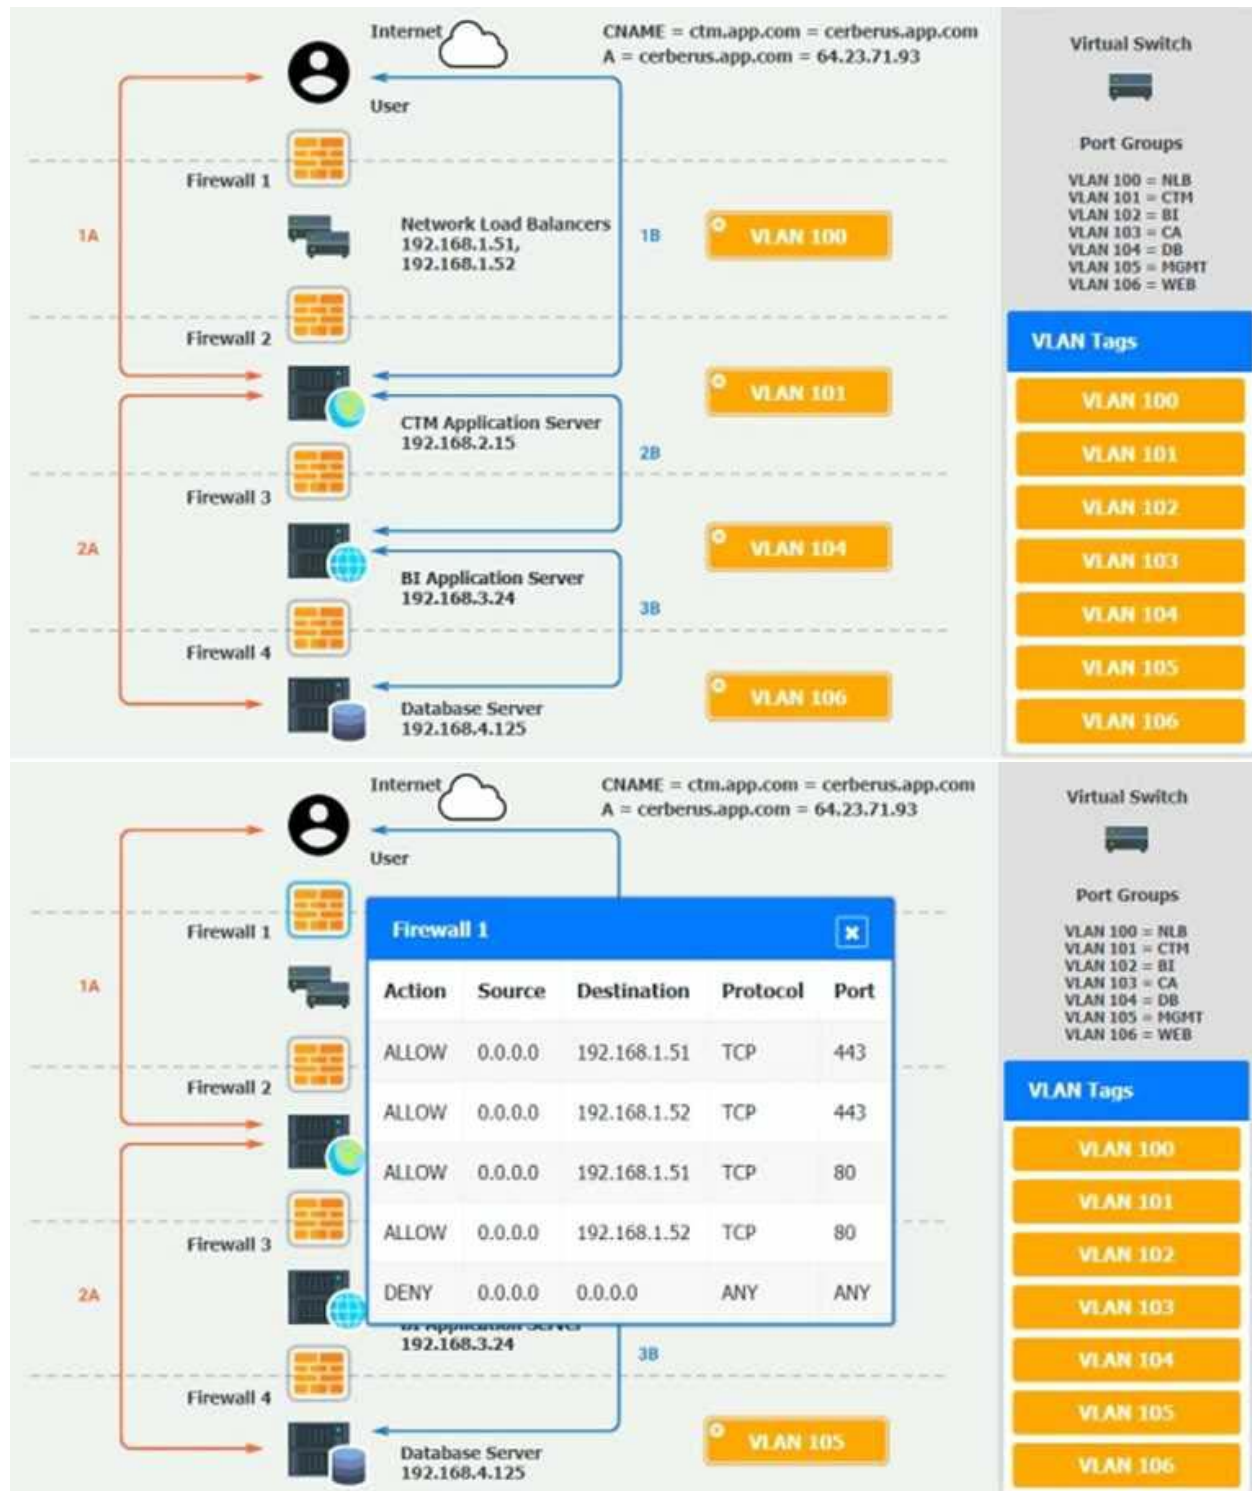 Internet
CNAME = ctm.app.com = cerberus.app.com
A = cerberus.app.com = 64.23.71.93
User
Firewall 1
1A
Network Load Balancers
192.168.1.51,
192.168.1.52
1B
VLAN 100
Firewall 2
CTM Application Server
192.168.2.15
VLAN 101
2B
Firewall 3
2A
BI Application Server
192.168.3.24
VLAN 104
3B
Firewall 4
Database Server
192.168.4.125
VLAN 106
Virtual Switch
Port Groups
VLAN 100 = NLB
VLAN 101 = CTM
VLAN 102 = BI
VLAN 103 = CA
VLAN 104 = DB
VLAN 105 = MGMT
VLAN 106 = WEB
VLAN Tags
VLAN 100
VLAN 101
VLAN 102
VLAN 103
VLAN 104
VLAN 105
VLAN 106
Internet
CNAME = ctm.app.com = cerberus.app.com
A = cerberus.app.com = 64.23.71.93
User
Firewall 1
1A
Firewall 2
Firewall 3
2A
Firewall 1
Action Source Destination Protocol Port
ALLOW 0.0.0.0 192.168.1.51 TCP 443
ALLOW 0.0.0.0 192.168.1.52 TCP 443
ALLOW 0.0.0.0 192.168.1.51 TCP 80
ALLOW 0.0.0.0 192.168.1.52 TCP 80
DENY 0.0.0.0 0.0.0.0 ANY ANY
BI Application Server
192.168.3.24
3B
Firewall 4
Database Server
192.168.4.125
VLAN 105
Virtual Switch
Port Groups
VLAN 100 = NLB
VLAN 101 = CTM
VLAN 102 = BI
VLAN 103 = CA
VLAN 104 = DB
VLAN 105 = MGMT
VLAN 106 = WEB
VLAN Tags
VLAN 100
VLAN 101
VLAN 102
VLAN 103
VLAN 104
VLAN 105
VLAN 106